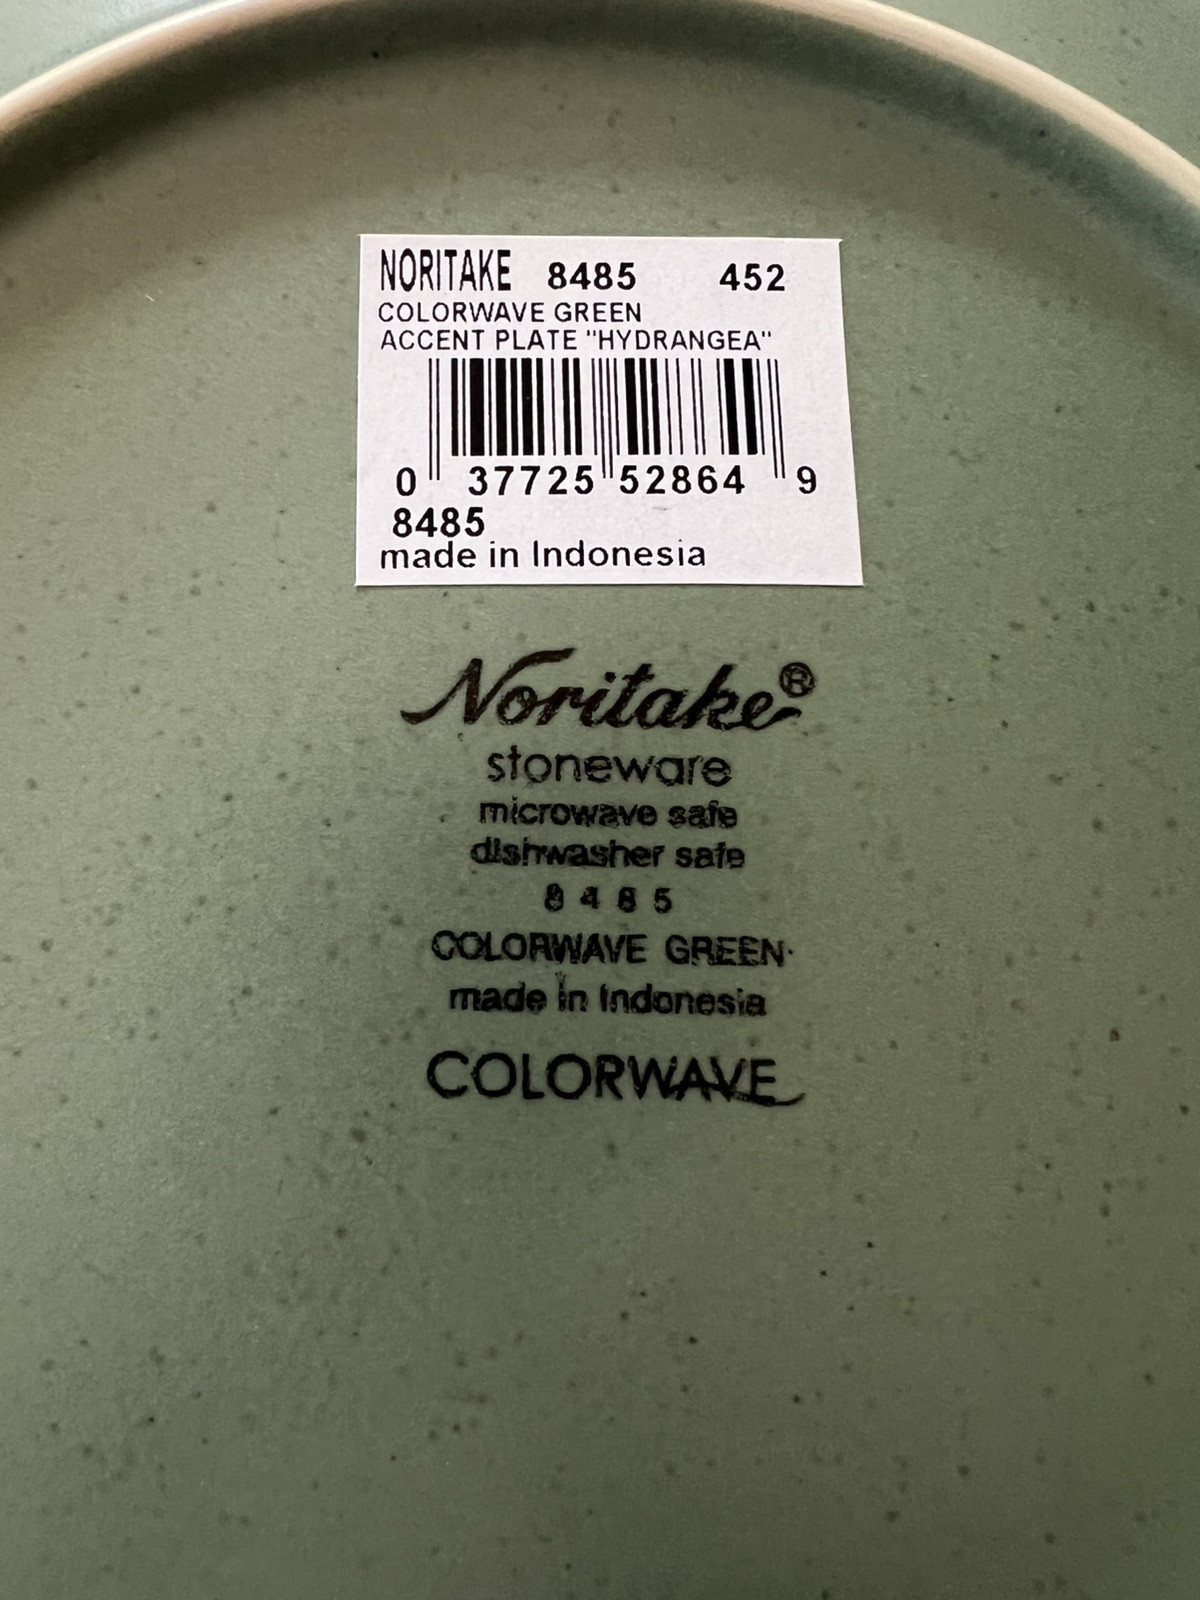 NORITAKE 8485 452
COLORWAVE GREEN
ACCENT PLATE "HYDRANGEA"
0 37725 52864 9
8485
made in Indonesia
Noritake®
stoneware
microwave safe
dishwasher safe
8485
COLORWAVE GREEN
made in Indonesia
COLORWAVE